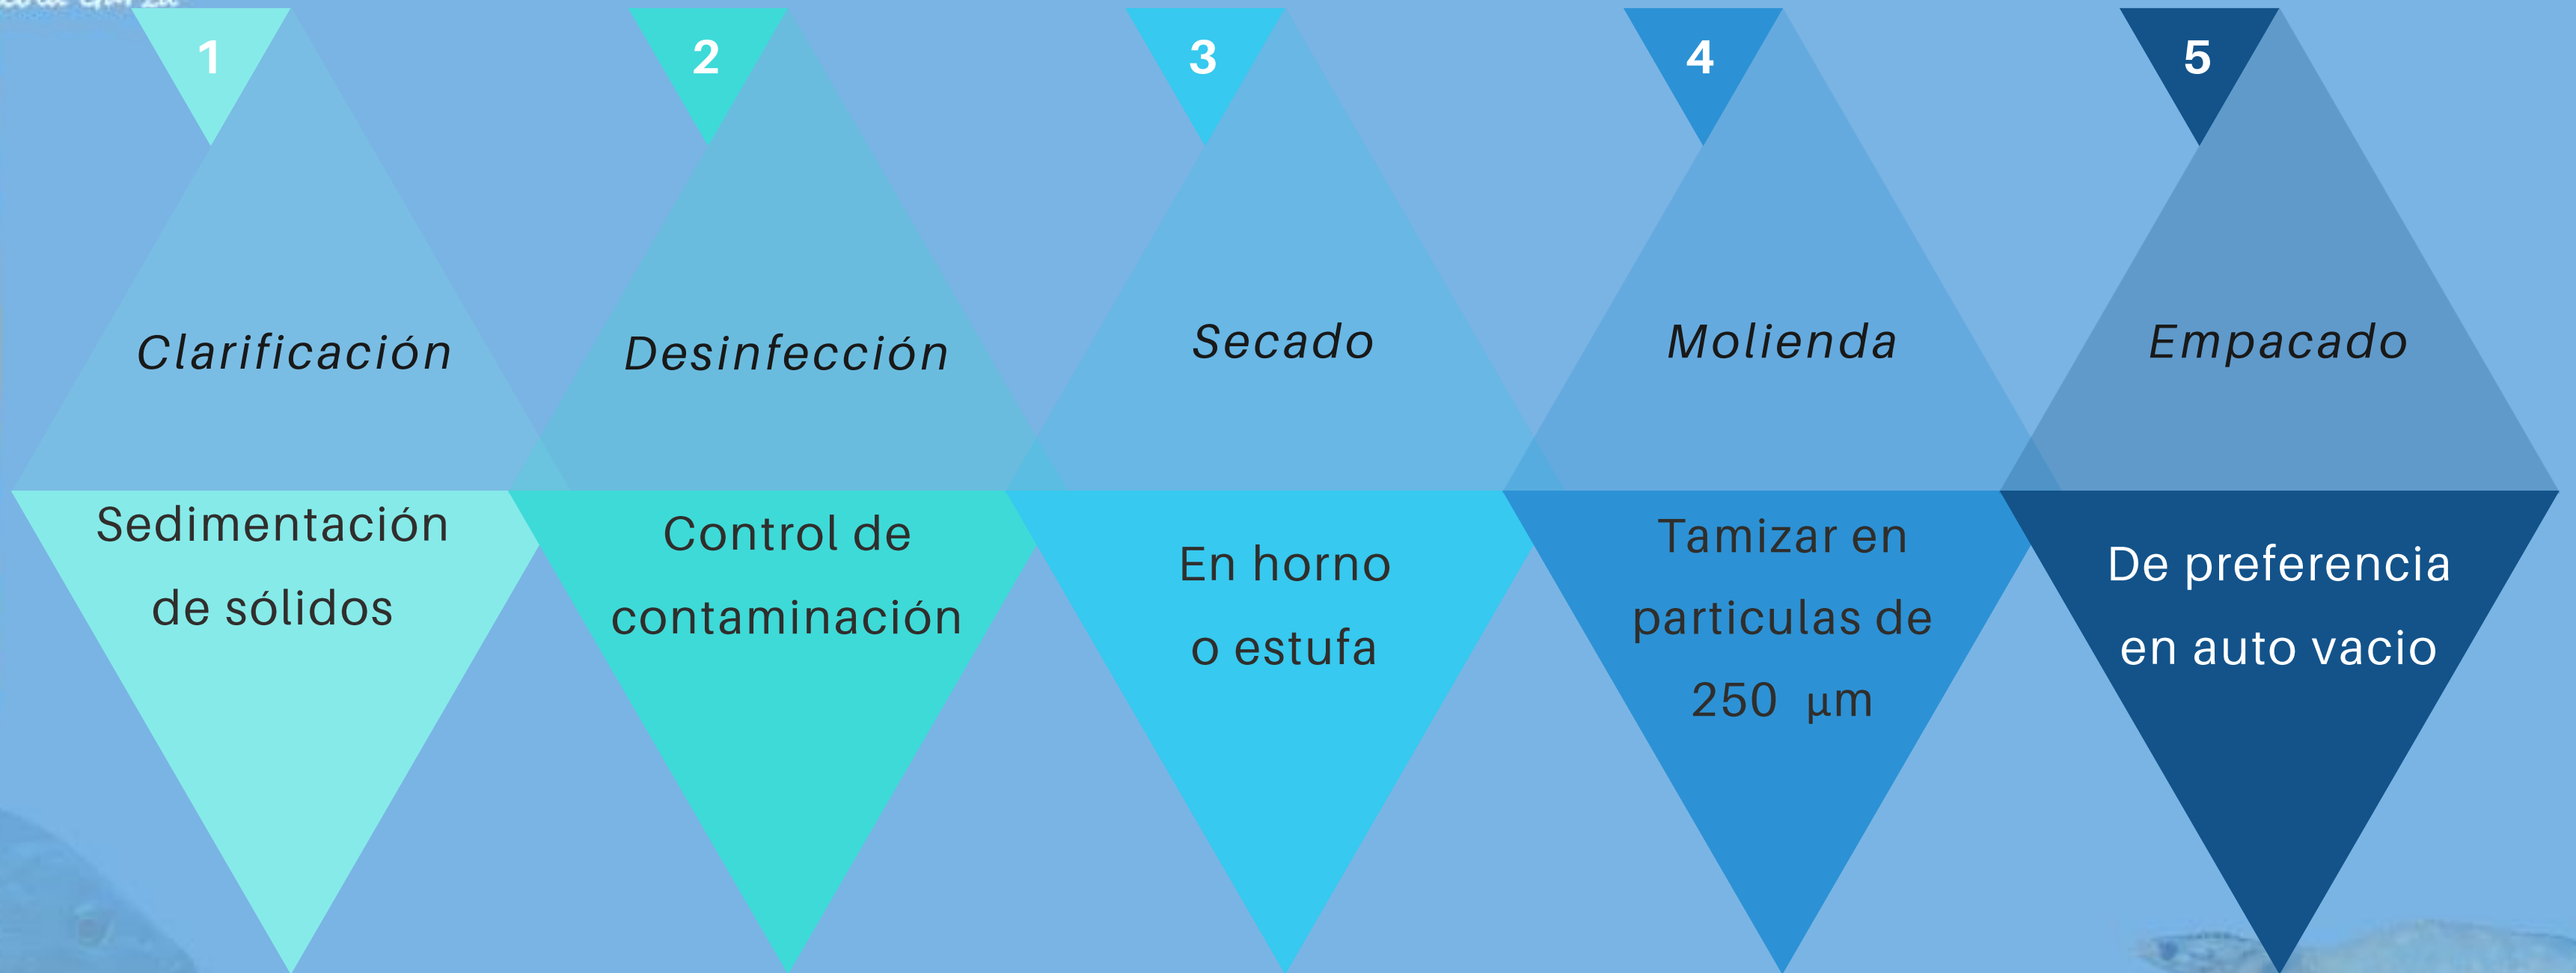 1
Clarificación
Sedimentación
de sólidos
2
Desinfección
Control de
contaminación
3
Secado
En horno
o estufa
4
Molienda
Tamizar en
particulas de
250 µm
5
Empacado
De preferencia
en auto vacio